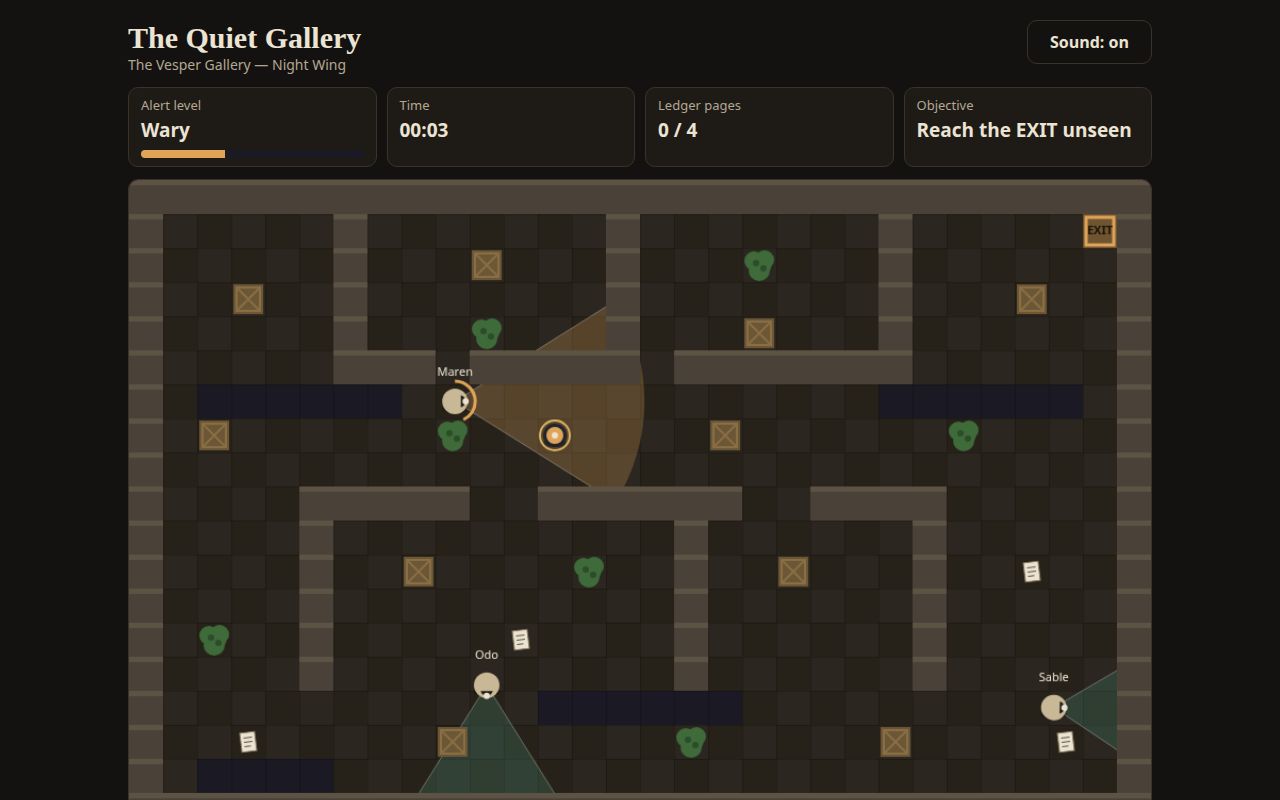 The Quiet Gallery
The Vesper Gallery — Night Wing
Sound: on
Alert level
Wary
Time
00:03
Ledger pages
0 / 4
Objective
Reach the EXIT unseen
EXIT
Maren
Odo
Sable